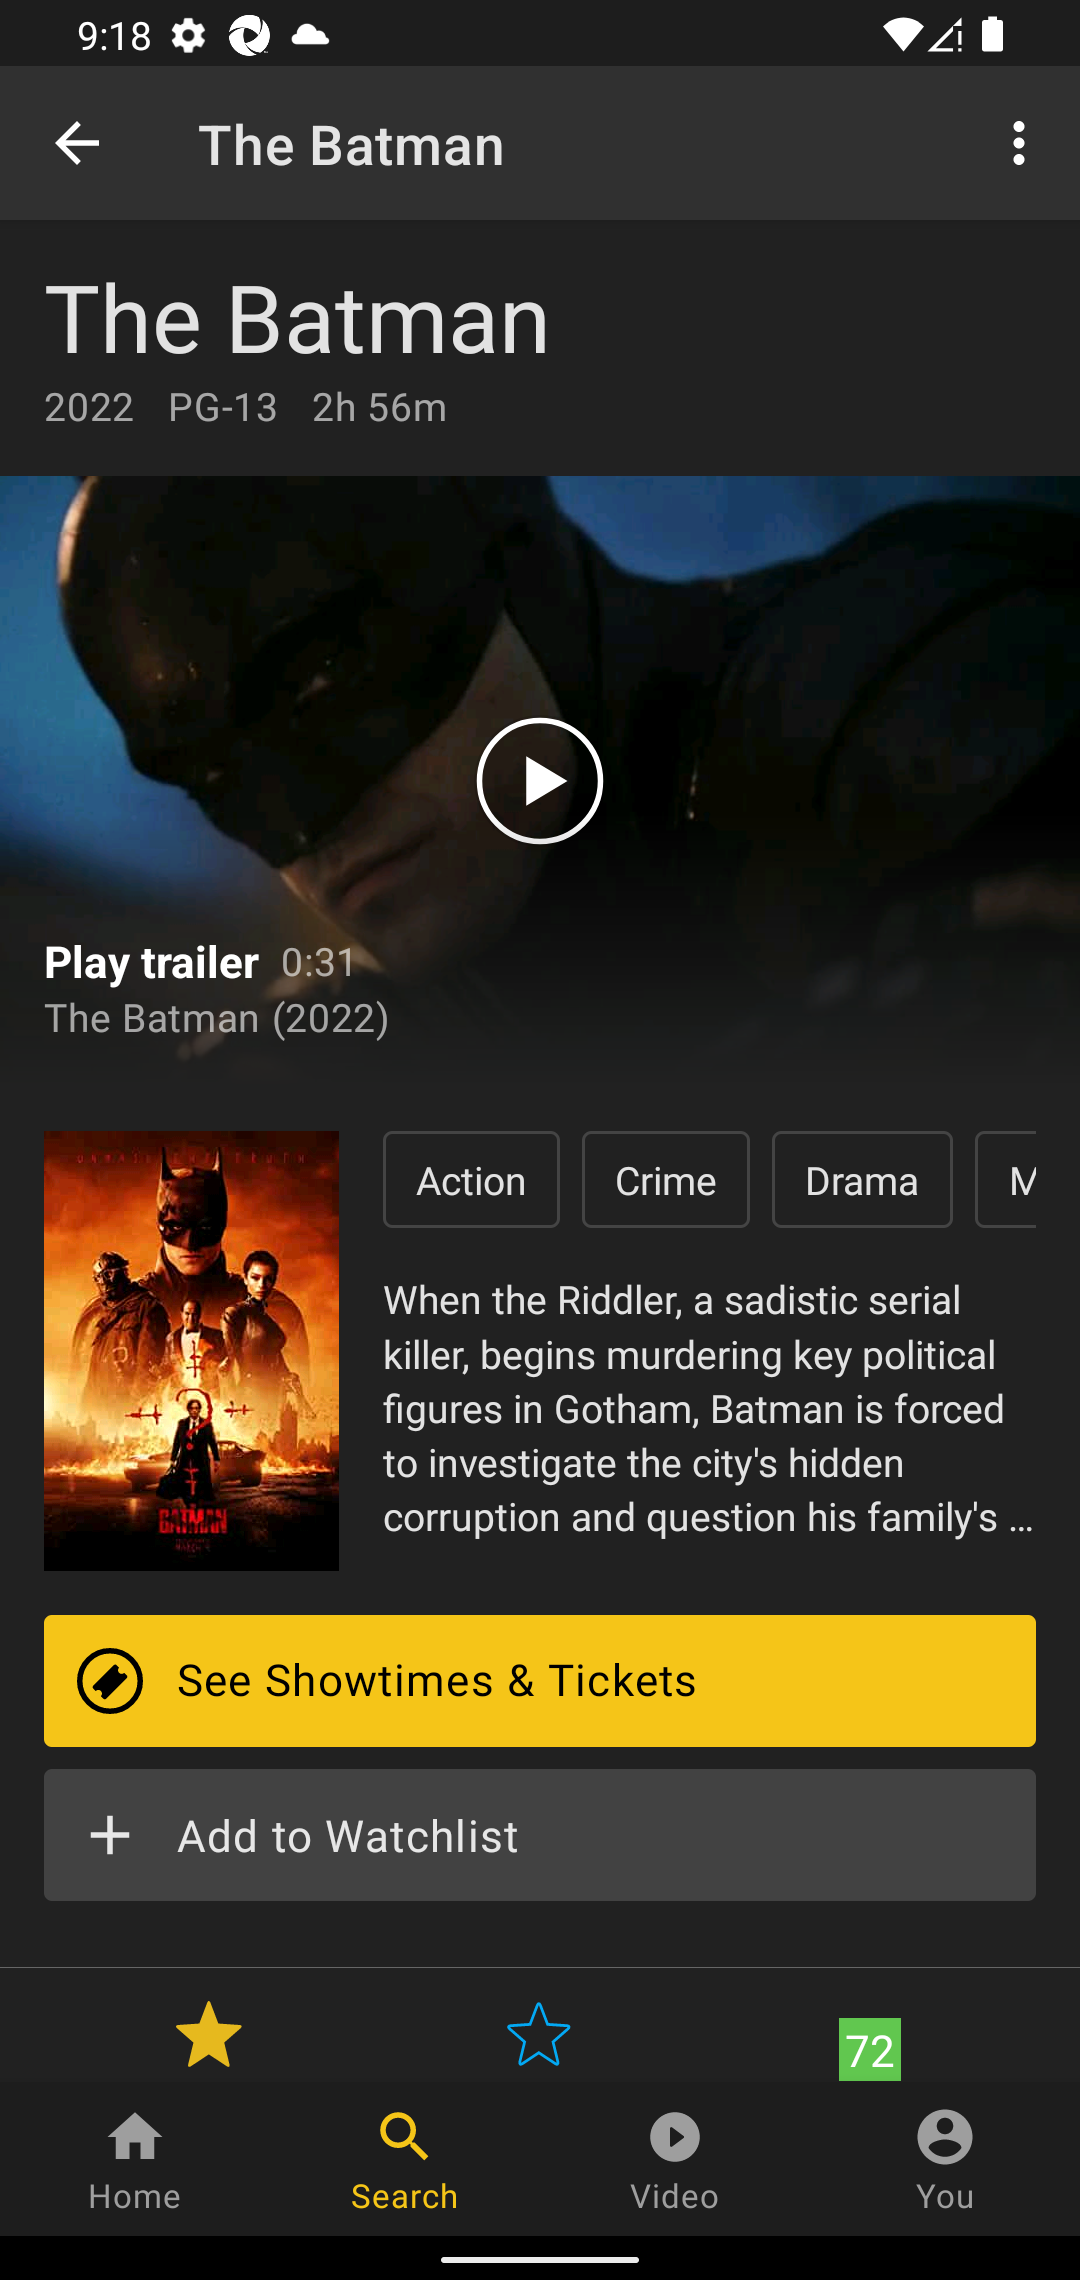 9:18
The Batman
The Batman
2022 PG-13 2h 56m
Play trailer 0:31
The Batman (2022)
UNMASK THE TRUTH
Action Crime Drama M
When the Riddler, a sadistic serial
killer, begins murdering key political
figures in Gotham, Batman is forced
to investigate the city's hidden
corruption and question his family's ...
BATMAN
See Showtimes & Tickets
Add to Watchlist
72
Home Search Video You